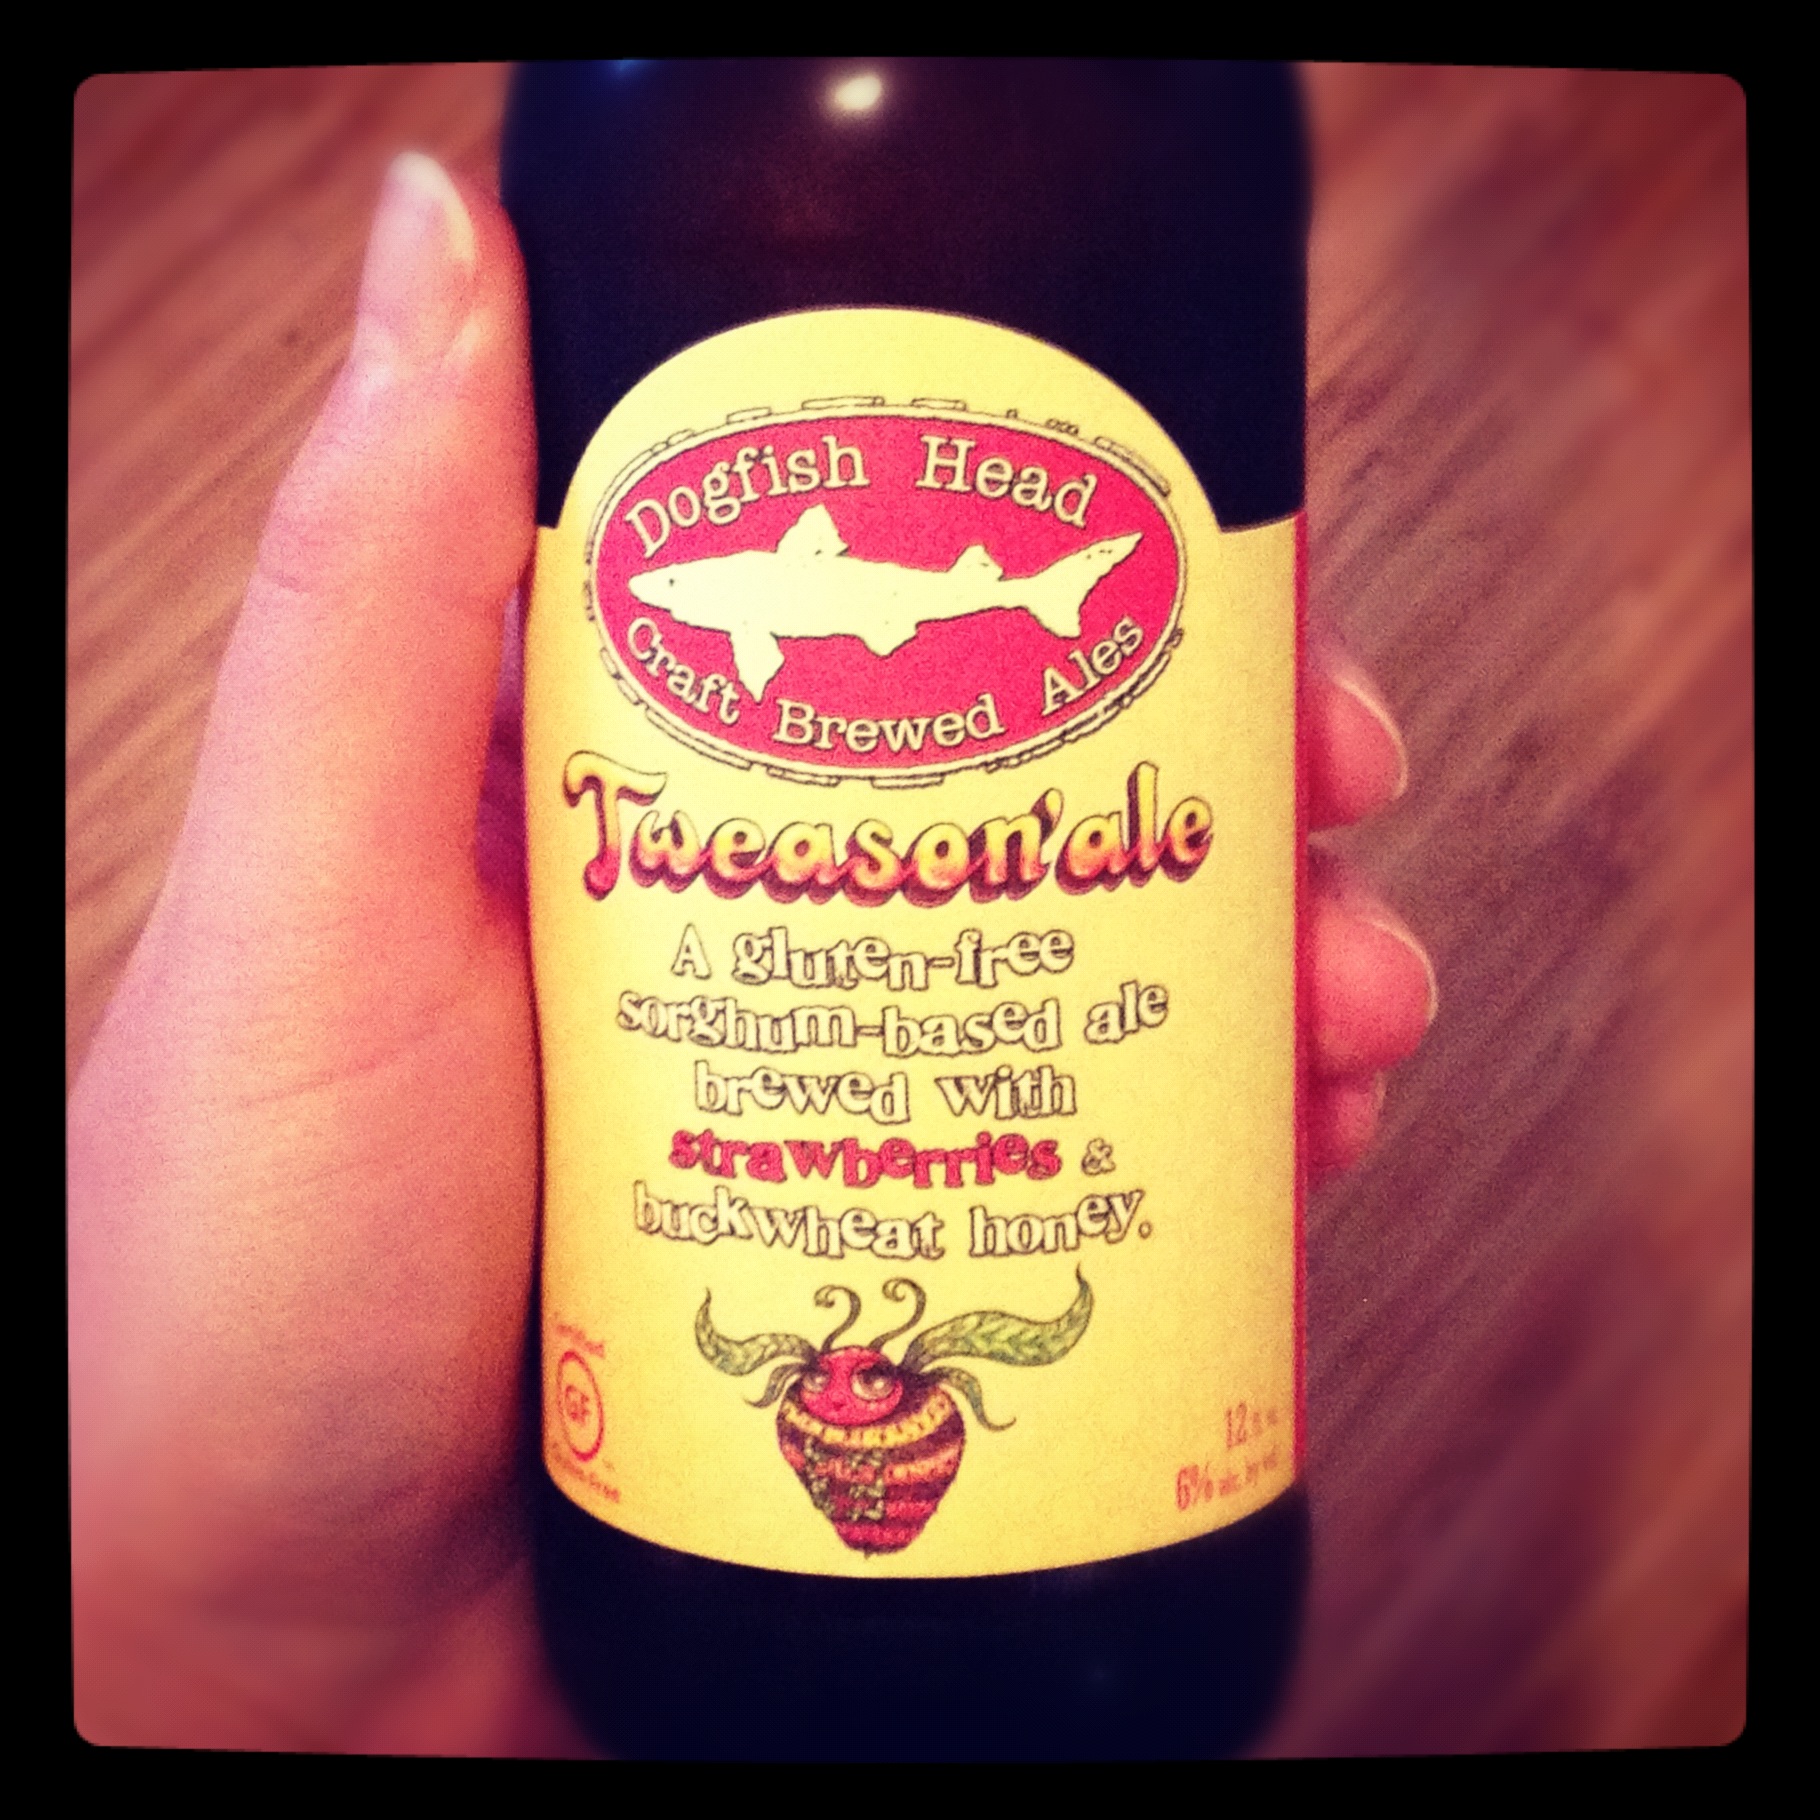 Dogfish Head
Craft Brewed Ales
Tweason'ale
A gluten-free
sorghum-based ale
brewed with
strawberries &
buckwheat honey.
GF
12
6% alc. by vol.